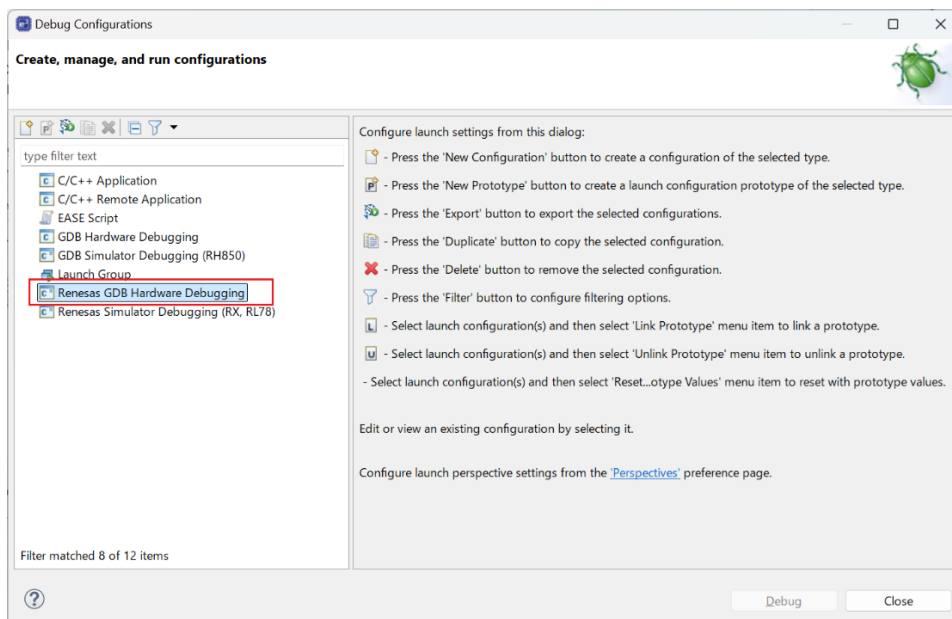 Debug Configurations
Create, manage, and run configurations
type filter text
C/C++ Application
C/C++ Remote Application
EASE Script
GDB Hardware Debugging
GDB Simulator Debugging (RH850)
Launch Group
Renesas GDB Hardware Debugging
Renesas Simulator Debugging (RX, RL78)
Filter matched 8 of 12 items
Configure launch settings from this dialog:
- Press the 'New Configuration' button to create a configuration of the selected type.
- Press the 'New Prototype' button to create a launch configuration prototype of the selected type.
- Press the 'Export' button to export the selected configurations.
- Press the 'Duplicate' button to copy the selected configuration.
- Press the 'Delete' button to remove the selected configuration.
- Press the 'Filter' button to configure filtering options.
L - Select launch configuration(s) and then select 'Link Prototype' menu item to link a prototype.
U - Select launch configuration(s) and then select 'Unlink Prototype' menu item to unlink a prototype.
- Select launch configuration(s) and then select 'Reset...otype Values' menu item to reset with prototype values.
Edit or view an existing configuration by selecting it.
Configure launch perspective settings from the 'Perspectives' preference page.
Debug
Close